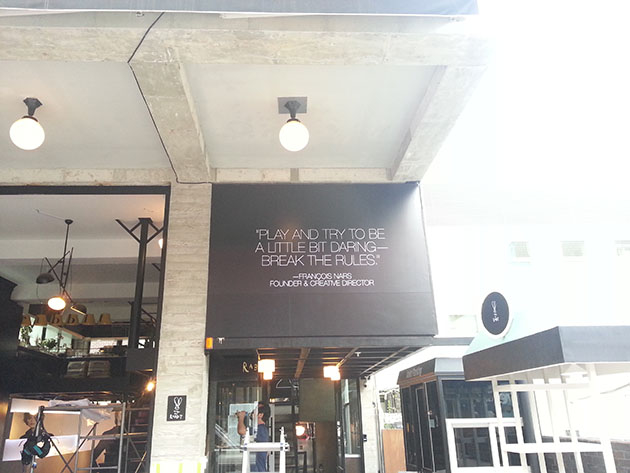 "PLAY AND TRY TO BE
A LITTLE BIT DARING—
BREAK THE RULES."
—FRANÇOIS NARS
FOUNDER & CREATIVE DIRECTOR